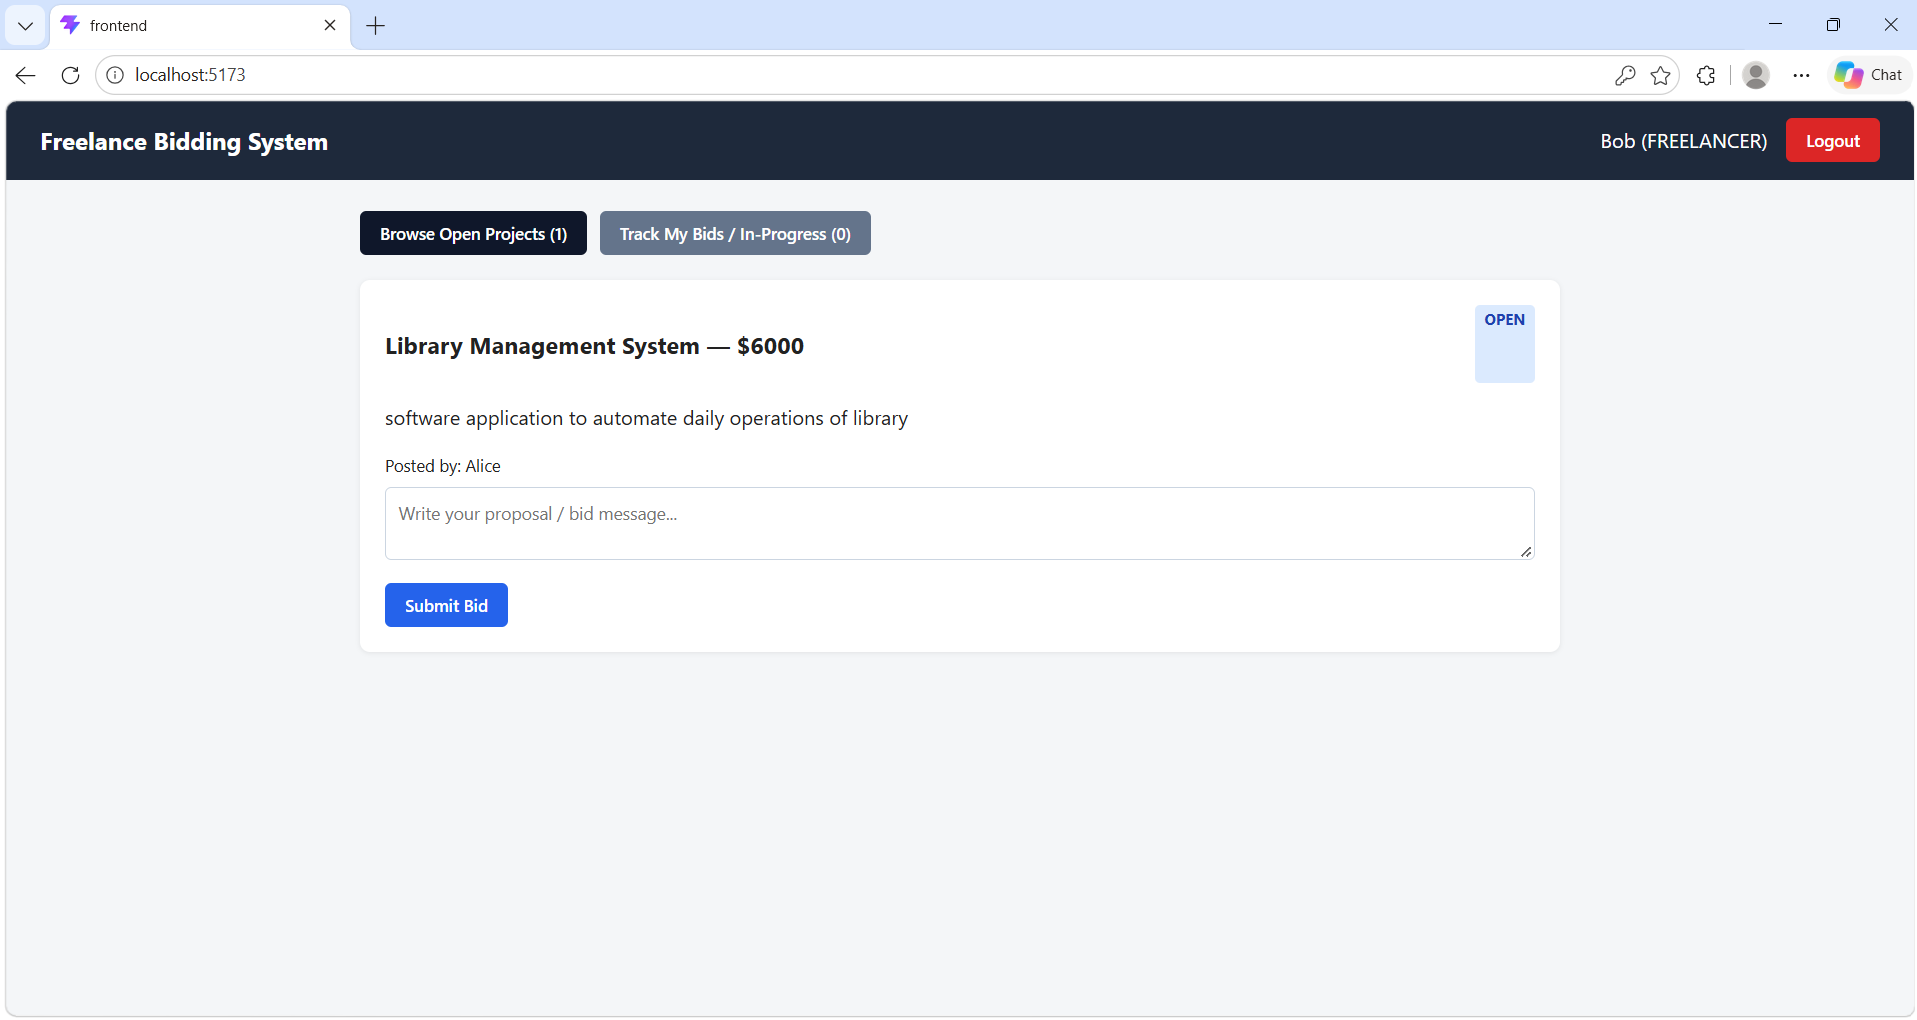 frontend
localhost:5173
Chat
Freelance Bidding System
Bob (FREELANCER)
Logout
Browse Open Projects (1)
Track My Bids / In-Progress (0)
Library Management System — $6000
OPEN
software application to automate daily operations of library
Posted by: Alice
Write your proposal / bid message...
Submit Bid